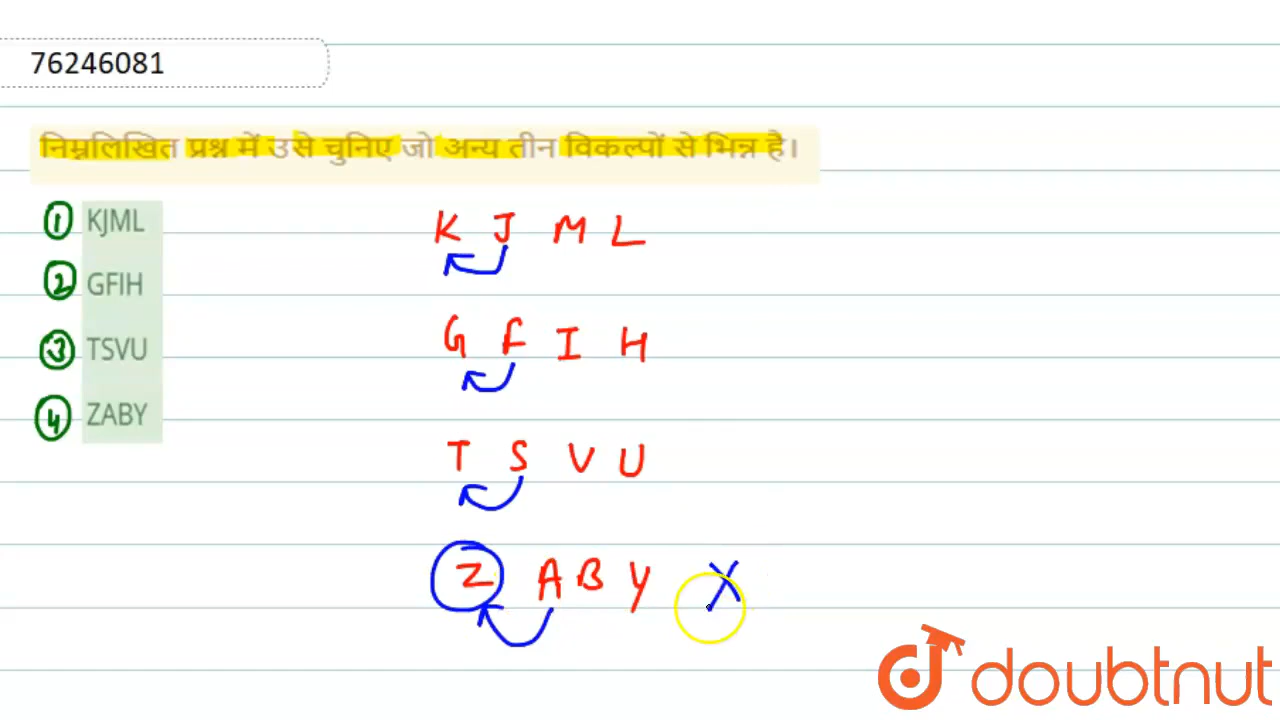 76246081
निम्नलिखित प्रश्न में उसे चुनिए जो अन्य तीन विकल्पों से भिन्न है।
1 KJML
2 GFIH
3 TSVU
4 ZABY
K J M L
G F I H
T S V U
Z A B Y X
doubtnut